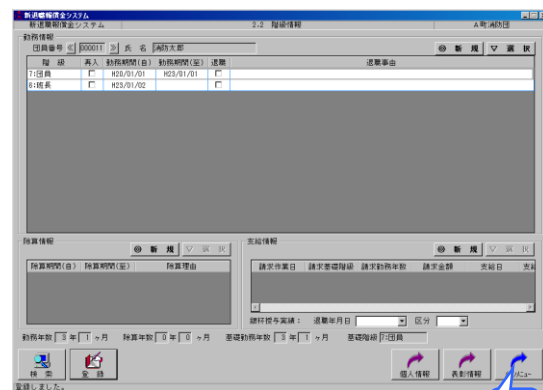 新退職報償金システム
新退職報償金システム 2.2 階級情報 A町消防団
勤務情報
団員番号 ≪ 000011 ≫ 氏 名 消防太郎 ◎ 新 規 ▽ 選 択
階 級 再入 勤務期間(自) 勤務期間(至) 退職 退職事由
7:団員 H20/01/01 H23/01/01
6:班長 H23/01/02
除算情報 支給情報
◎ 新 規 ▽ 選 択 ◎ 新 規 ▽ 選 択
除算期間(自) 除算期間(至) 除算理由 請求作業日 請求基礎階級 請求勤務年数 請求金額 支給日 支給
銀杯授与実績: 退職年月日 区分
勤務年数 3 年 1 ヶ月 除算年数 0 年 0 ヶ月 基礎勤務年数 3 年 1 ヶ月 基礎階級 7:団員
検 索 登 録 個人情報 表彰情報 ニュー
登録しました。